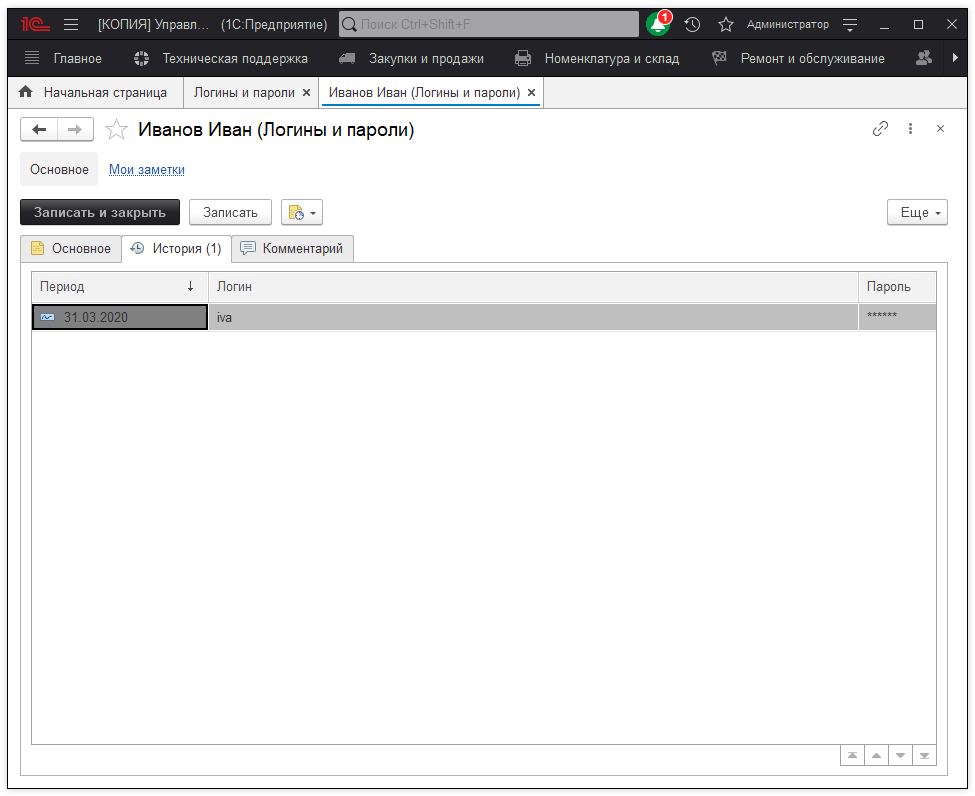 1С [КОПИЯ] Управл... (1С:Предприятие) Поиск Ctrl+Shift+F 1 Администратор
Главное Техническая поддержка Закупки и продажи Номенклатура и склад Ремонт и обслуживание
Начальная страница Логины и пароли × Иванов Иван (Логины и пароли) ×
Иванов Иван (Логины и пароли)
Основное Мои заметки
Записать и закрыть Записать Еще
Основное История (1) Комментарий
Период ↓ Логин Пароль
31.03.2020 iva ******